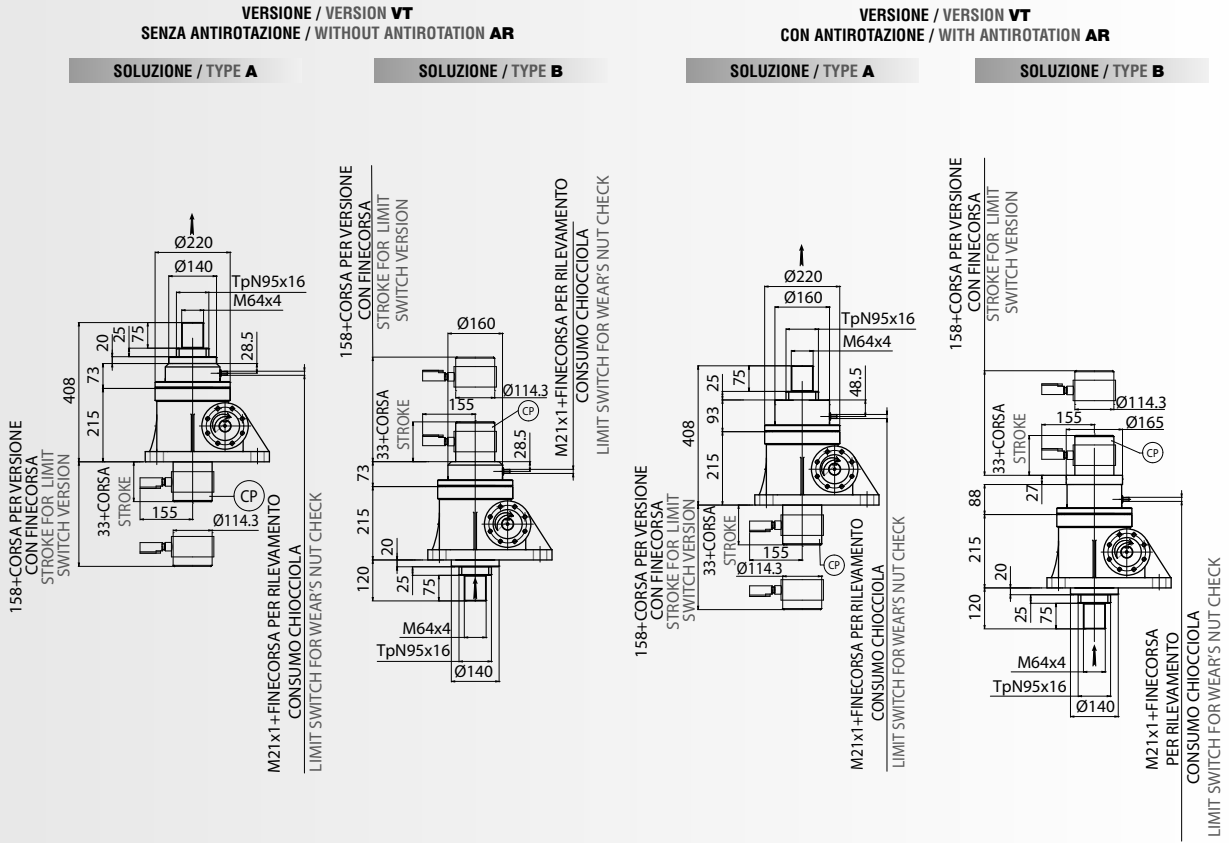 VERSIONE / VERSION VT
SENZA ANTIROTAZIONE / WITHOUT ANTIROTATION AR
SOLUZIONE / TYPE A
SOLUZIONE / TYPE B
VERSIONE / VERSION VT
CON ANTIROTAZIONE / WITH ANTIROTATION AR
SOLUZIONE / TYPE A
SOLUZIONE / TYPE B
Ø220
Ø140
TpN95x16
M64x4
408
20
25
75
28.5
73
215
158+CORSA PER VERSIONE
CON FINECORSA
STROKE FOR LIMIT
SWITCH VERSION
33+CORSA
STROKE
155
CP
Ø114.3
M21x1+FINECORSA PER RILEVAMENTO
CONSUMO CHIOCCIOLA
LIMIT SWITCH FOR WEAR'S NUT CHECK
158+CORSA PER VERSIONE
CON FINECORSA
STROKE FOR LIMIT
SWITCH VERSION
Ø160
Ø114.3
155
CP
33+CORSA
STROKE
28.5
73
215
20
120
25
75
M64x4
TpN95x16
Ø140
M21x1+FINECORSA PER RILEVAMENTO
CONSUMO CHIOCCIOLA
LIMIT SWITCH FOR WEAR'S NUT CHECK
Ø220
Ø160
TpN95x16
M64x4
408
25
75
48.5
93
215
158+CORSA PER VERSIONE
CON FINECORSA
STROKE FOR LIMIT
SWITCH VERSION
33+CORSA
STROKE
155
CP
Ø114.3
M21x1+FINECORSA PER RILEVAMENTO
CONSUMO CHIOCCIOLA
LIMIT SWITCH FOR WEAR'S NUT CHECK
158+CORSA PER VERSIONE
CON FINECORSA
STROKE FOR LIMIT
SWITCH VERSION
Ø114.3
155
Ø165
CP
33+CORSA
STROKE
27
88
215
20
120
25
75
M64x4
TpN95x16
Ø140
M21x1+FINECORSA
PER RILEVAMENTO
CONSUMO CHIOCCIOLA
LIMIT SWITCH FOR WEAR'S NUT CHECK